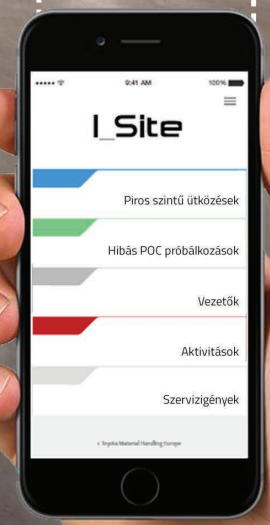 9:41 AM 100%
I_Site
Piros szintű ütközések
Hibás POC próbálkozások
Vezetők
Aktivitások
Szervizigények
© Toyota Material Handling Europe